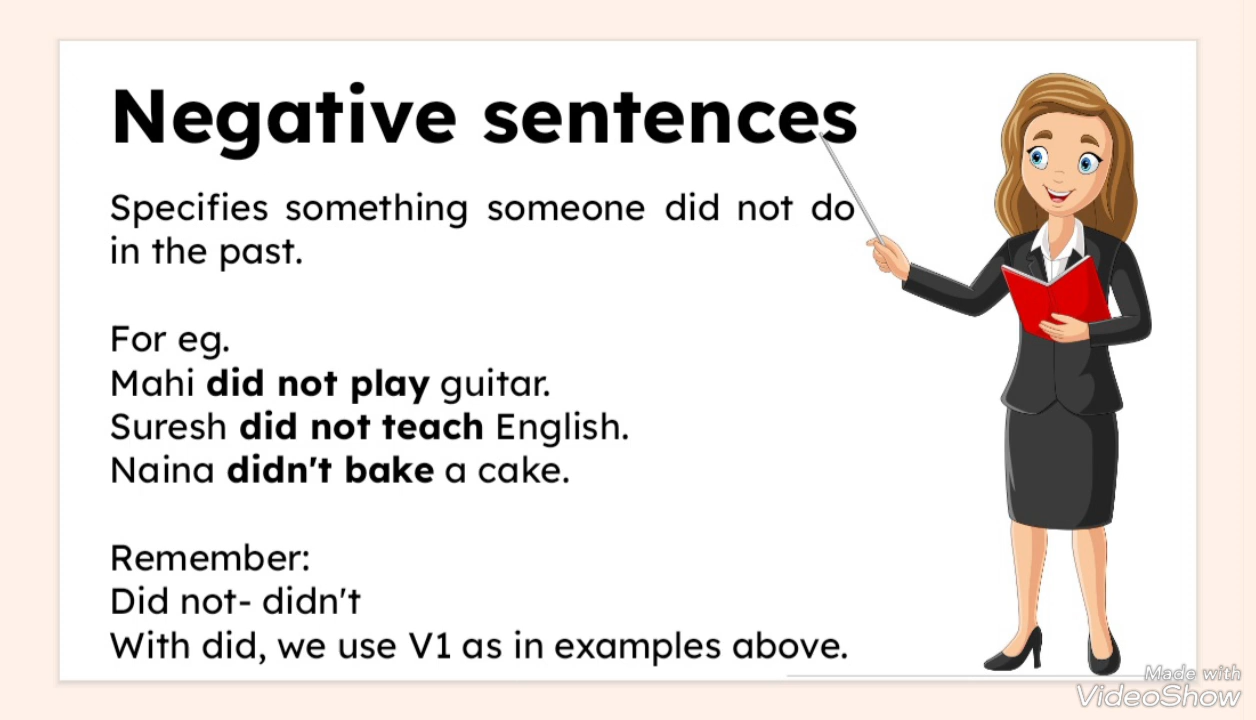 Negative sentences
Specifies something someone did not do
in the past.
For eg.
Mahi did not play guitar.
Suresh did not teach English.
Naina didn't bake a cake.
Remember:
Did not- didn't
With did, we use V1 as in examples above.
Made with
VideoShow